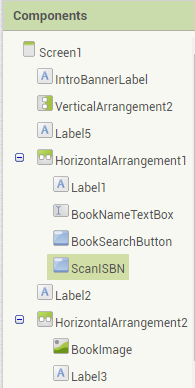 Components
Screen1
IntroBannerLabel
VerticalArrangement2
Label5
HorizontalArrangement1
Label1
BookNameTextBox
BookSearchButton
ScanISBN
Label2
HorizontalArrangement2
BookImage
Label3